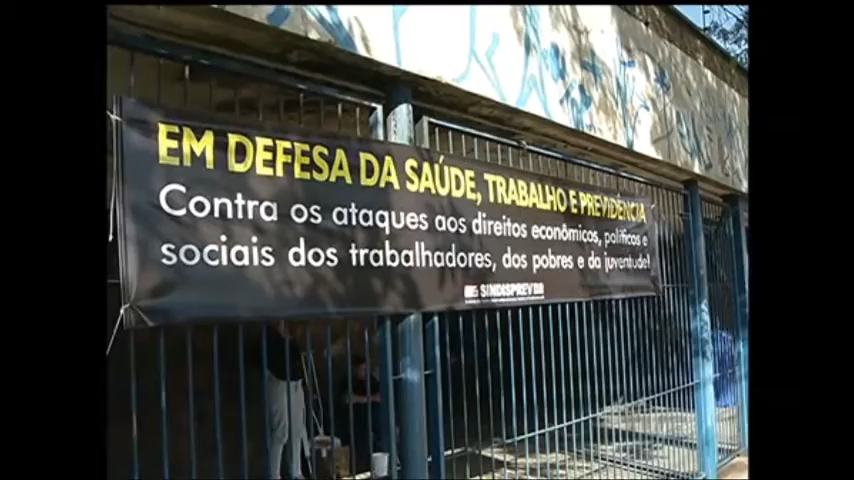 EM DEFESA DA SAÚDE, TRABALHO E PREVIDÊNCIA
Contra os ataques aos direitos econômicos, políticos e
sociais dos trabalhadores, dos pobres e da juventude!